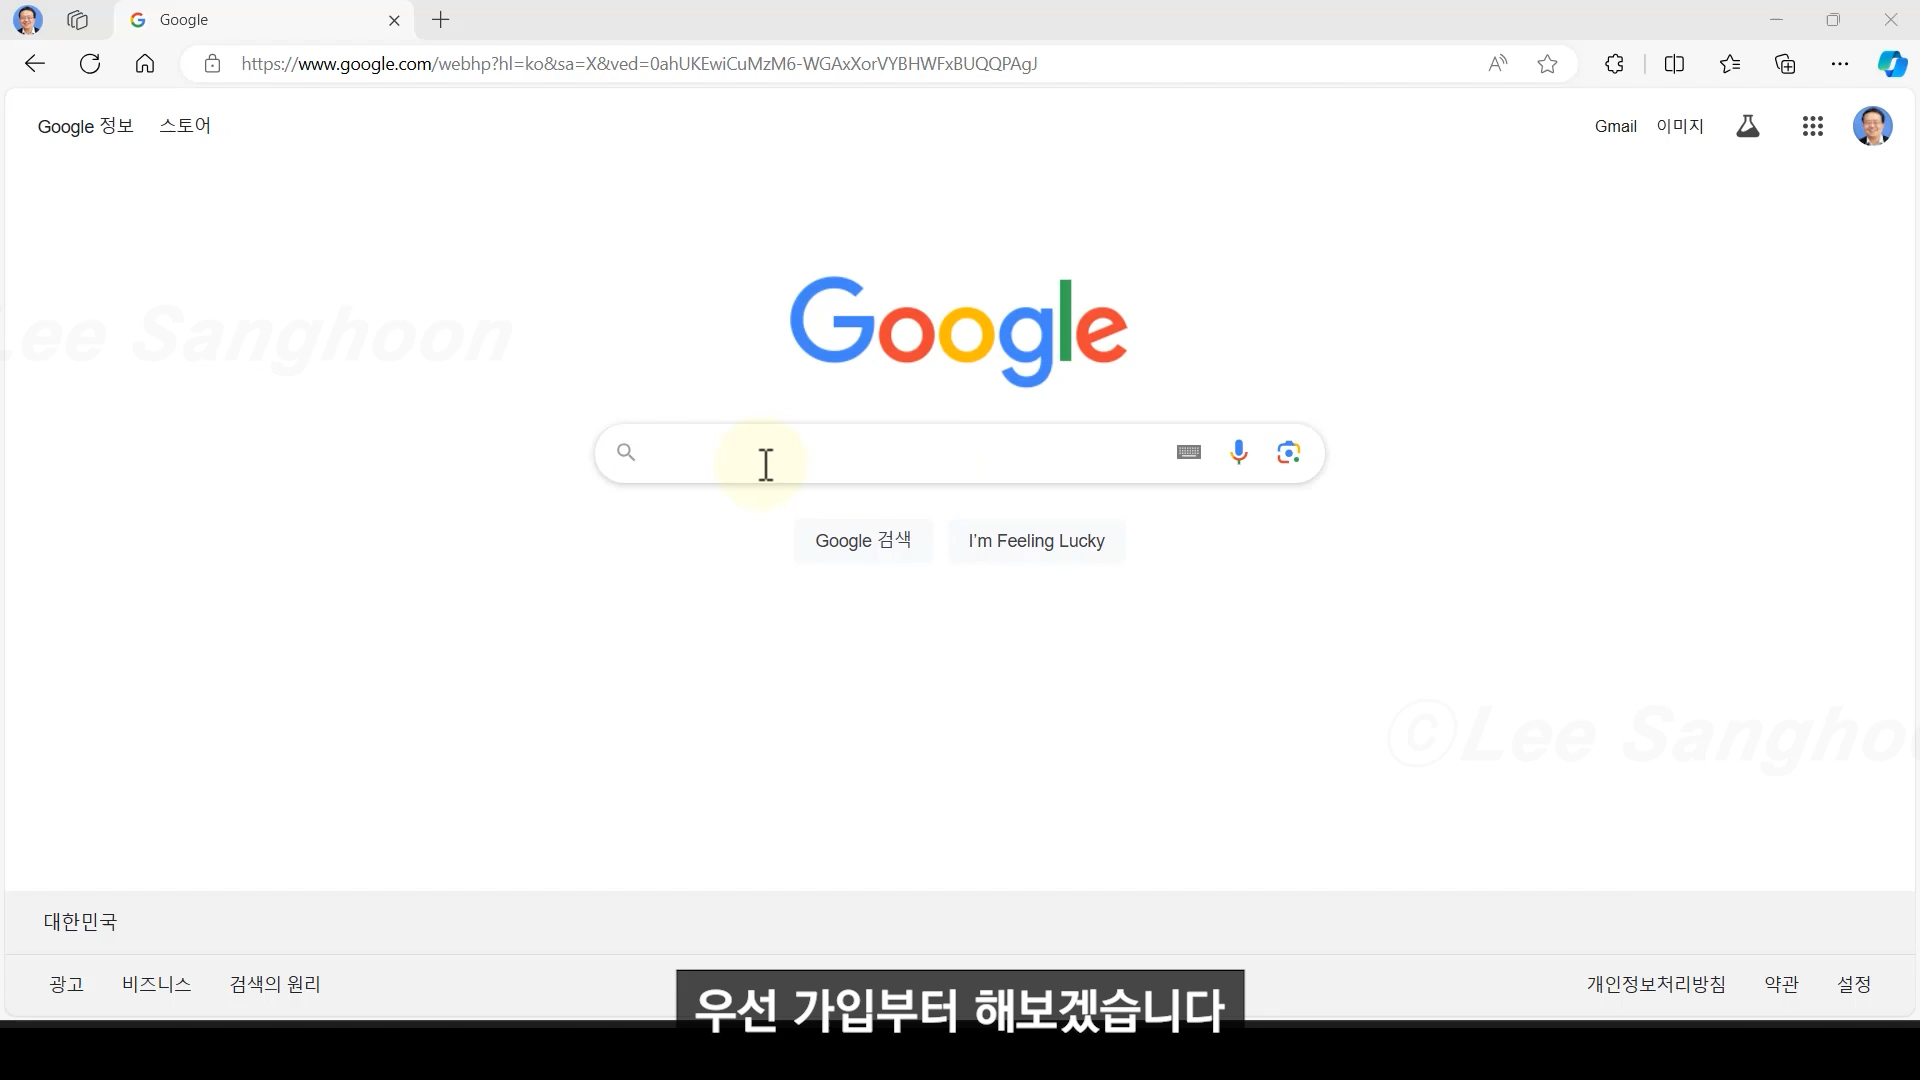 Google
https://www.google.com/webhp?hl=ko&sa=X&ved=0ahUKEwiCuMzM6-WGAxXorVYBHWFxBUQQPAgJ
Google 정보 스토어
Gmail 이미지
Google
Lee Sanghoon
Google 검색 I'm Feeling Lucky
©Lee Sangho
대한민국
광고 비즈니스 검색의 원리
개인정보처리방침 약관 설정
우선 가입부터 해보겠습니다